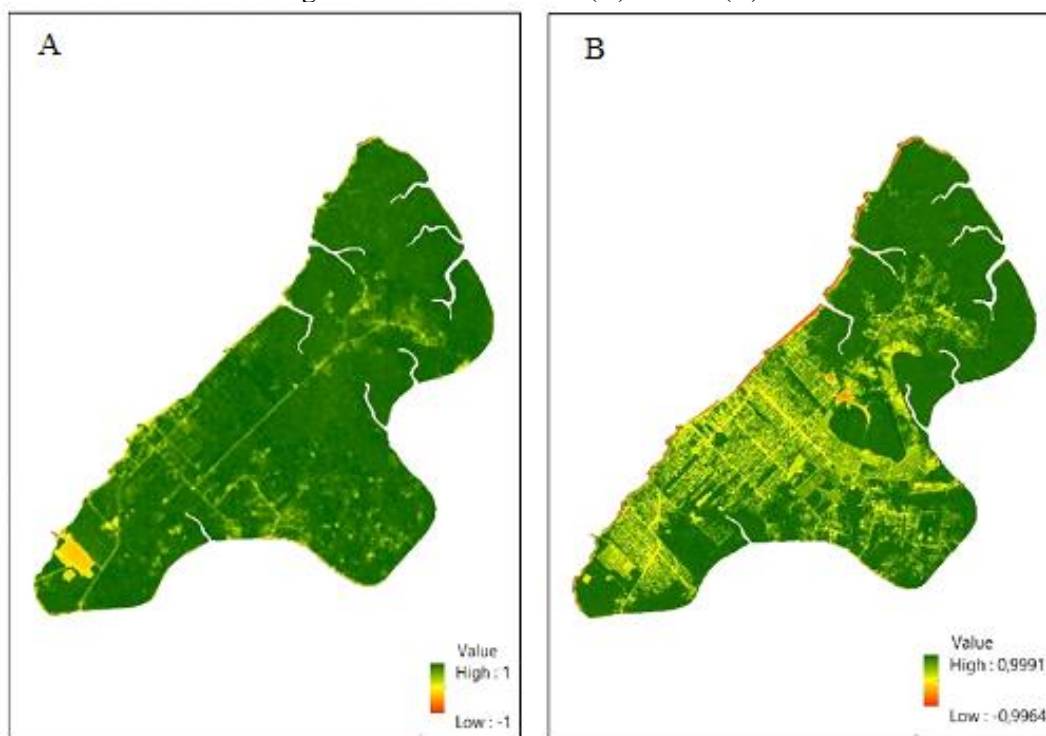 A
B
Value
High : 1
Low : -1
Value
High : 0,9991
Low : -0,9964